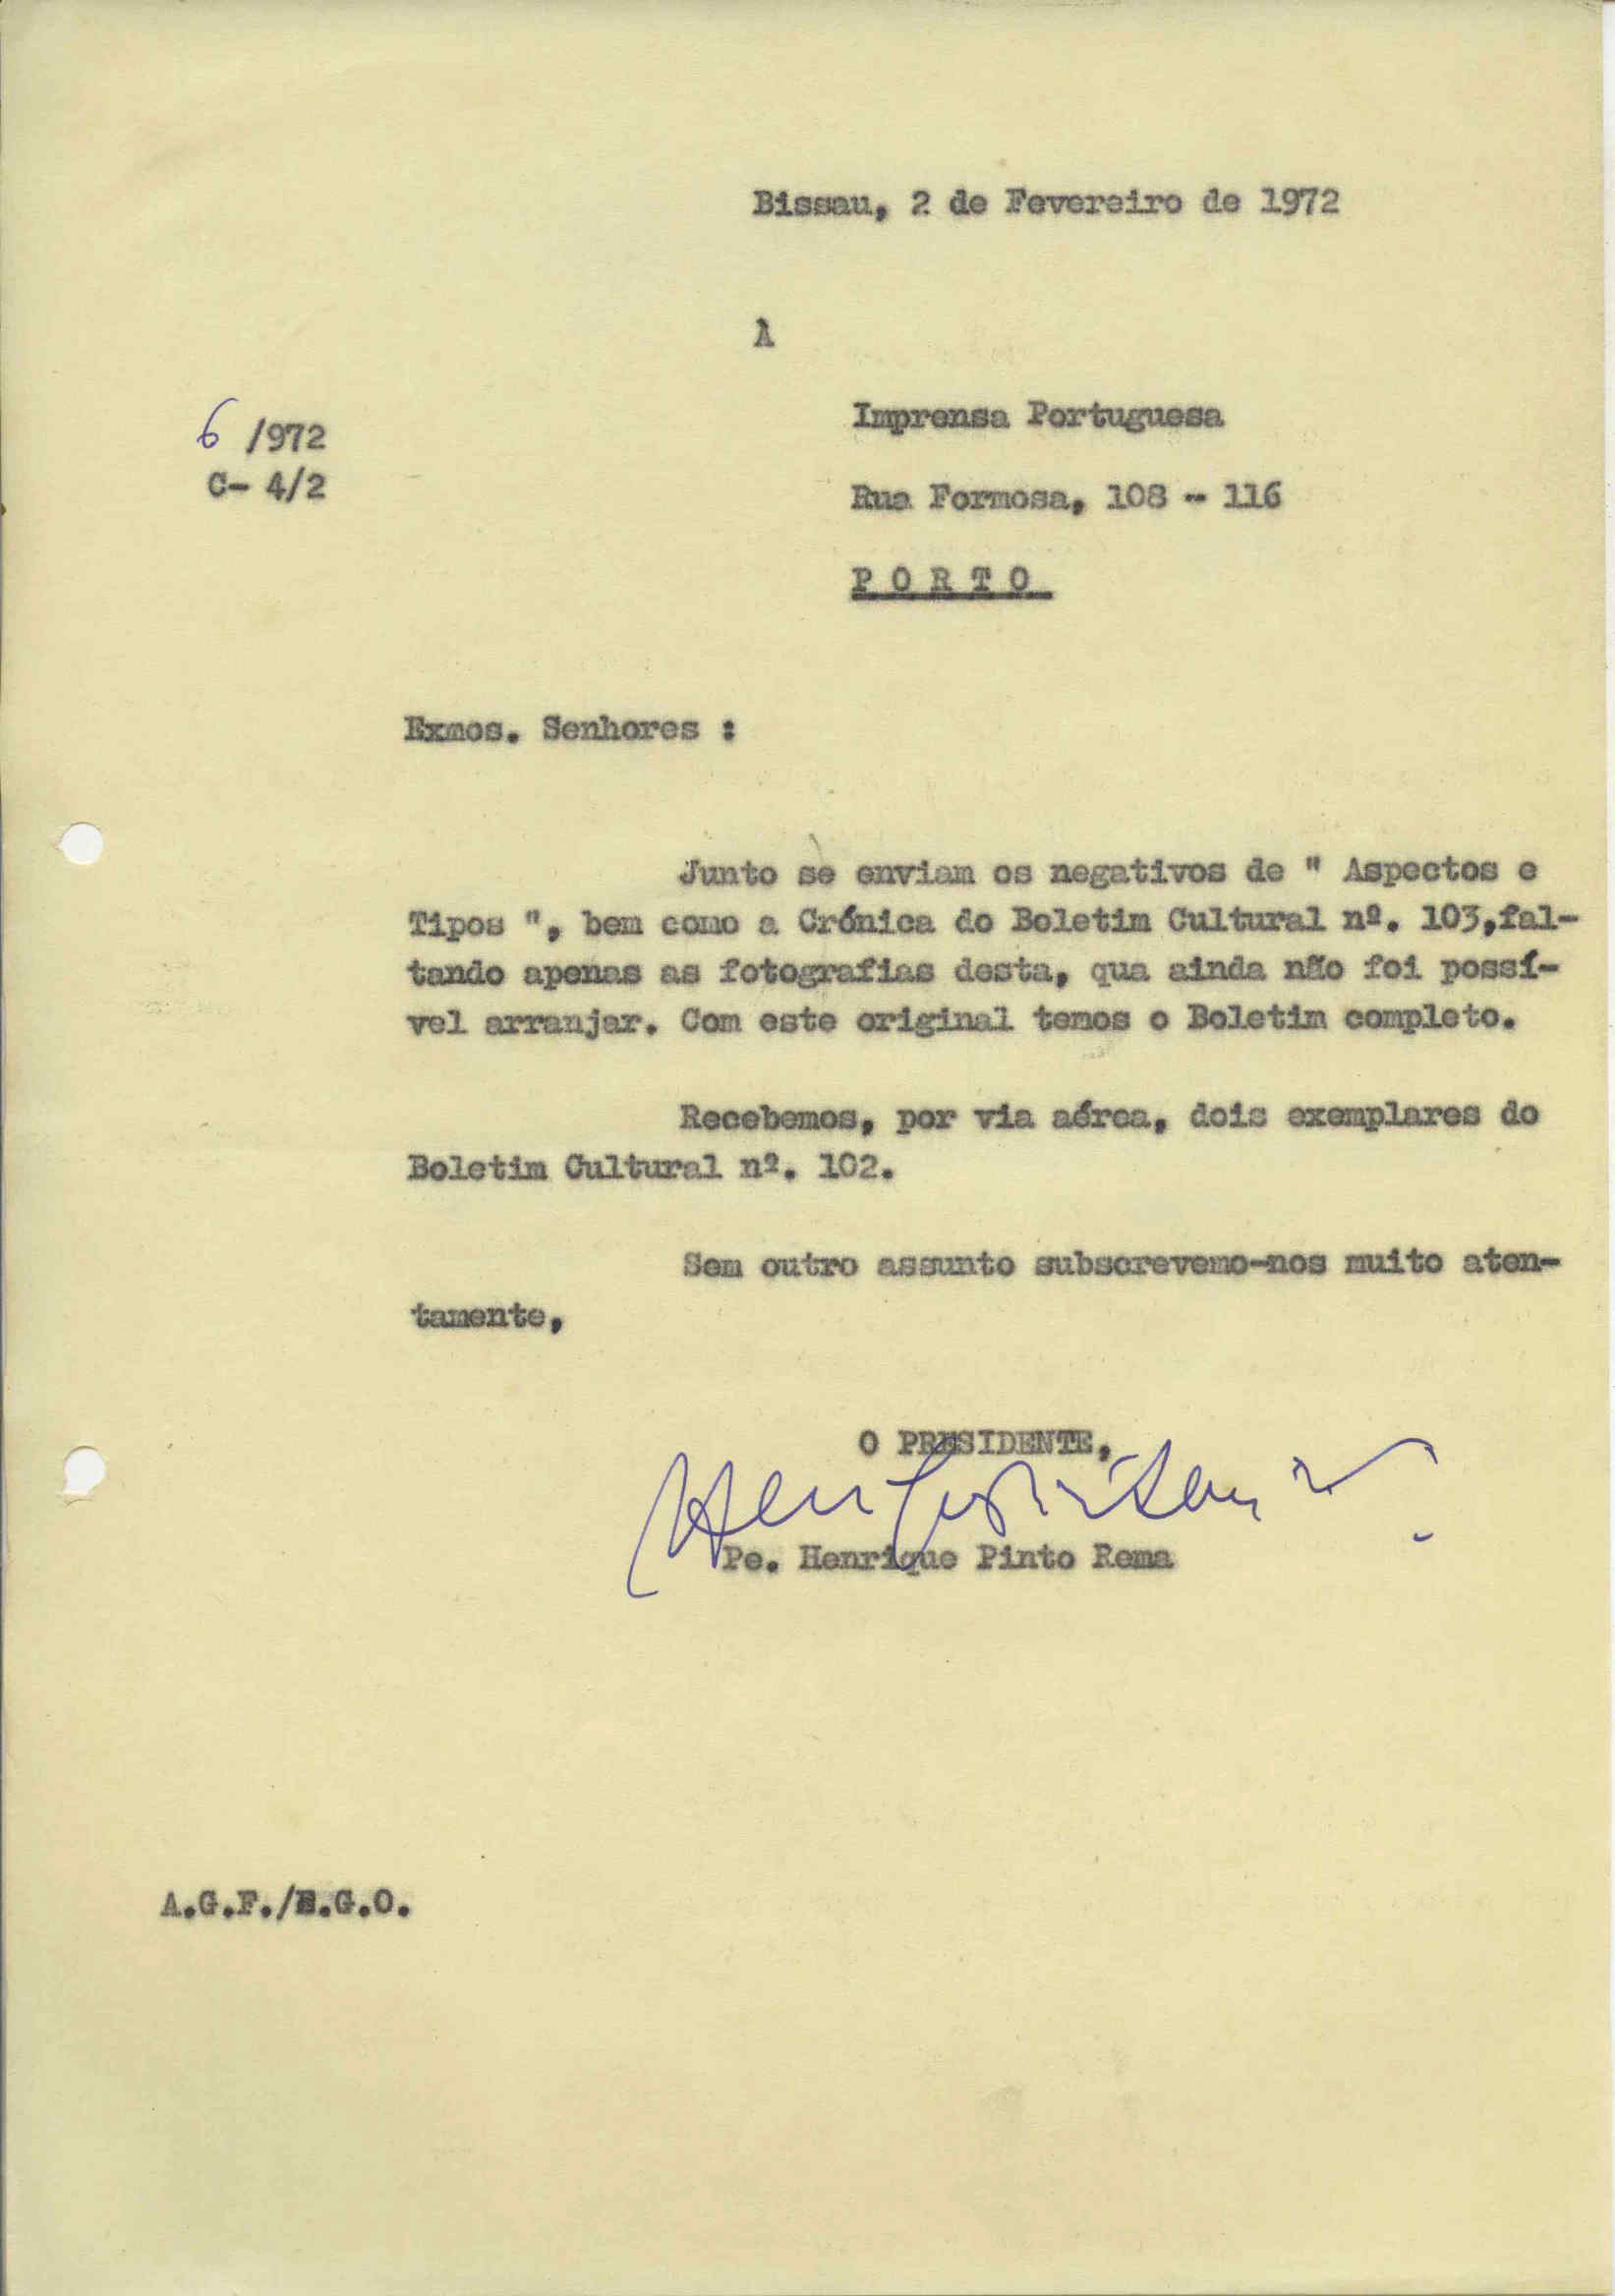 Bissau, 2 de Fevereiro de 1972
À
6 /972
C- 4/2
Imprensa Portuguesa
Rua Formosa, 108 - 116
P O R T O
Exmos. Senhores :
Junto se enviam os negativos de " Aspectos e
Tipos ", bem como a Crónica do Boletim Cultural nº. 103,fal-
tando apenas as fotografias desta, qua ainda não foi possí-
vel arranjar. Com este original temos o Boletim completo.
Recebemos, por via aérea, dois exemplares do
Boletim Cultural nº. 102.
Sem outro assunto subscrevemo-nos muito aten-
tamente,
O PRESIDENTE,
Pe. Henrique Pinto Rema
A.G.F./E.G.O.